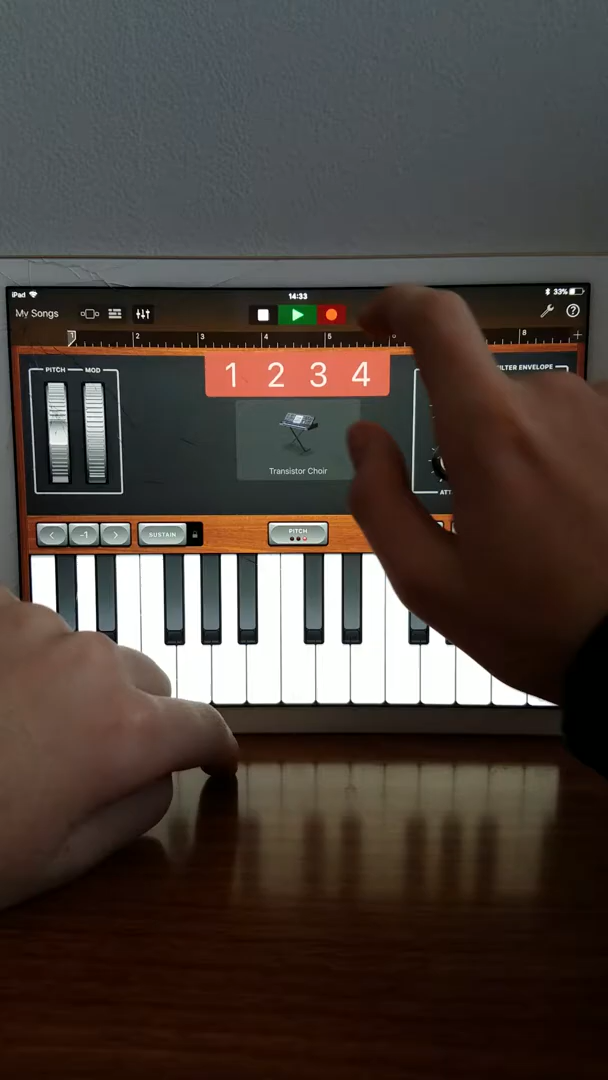 iPad 14:33 33%
My Songs
1 2 3 4 5 6 8
1 2 3 4
PITCH MOD
FILTER ENVELOPE
Transistor Choir
-1 SUSTAIN PITCH